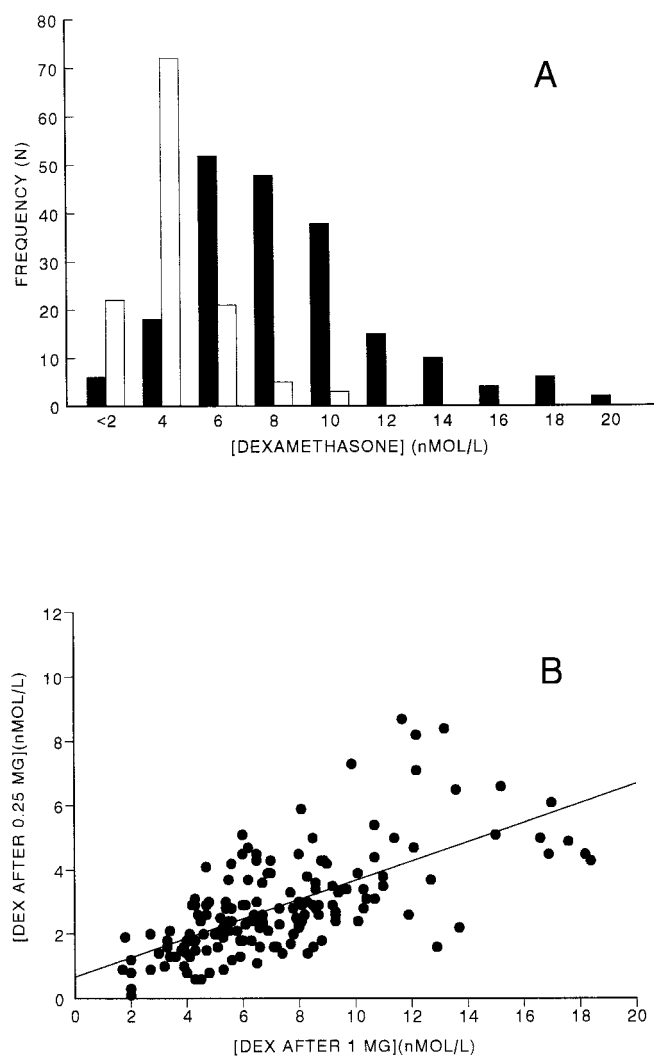 A
FREQUENCY (N)
80
70
60
50
40
30
20
10
0
<2 4 6 8 10 12 14 16 18 20
[DEXAMETHASONE] (nMOL/L)
B
[DEX AFTER 0.25 MG](nMOL/L)
12
10
8
6
4
2
0
0 2 4 6 8 10 12 14 16 18 20
[DEX AFTER 1 MG](nMOL/L)